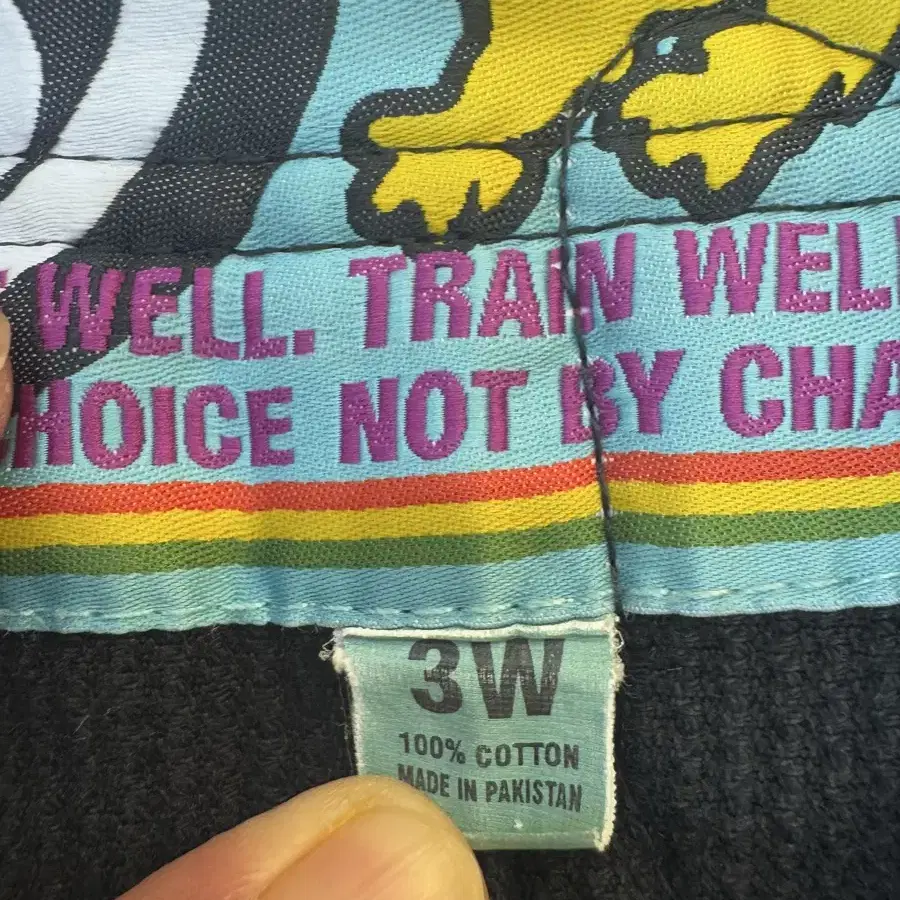 WELL. TRAIN WELL
CHOICE NOT BY CHA
3W
100% COTTON
MADE IN PAKISTAN